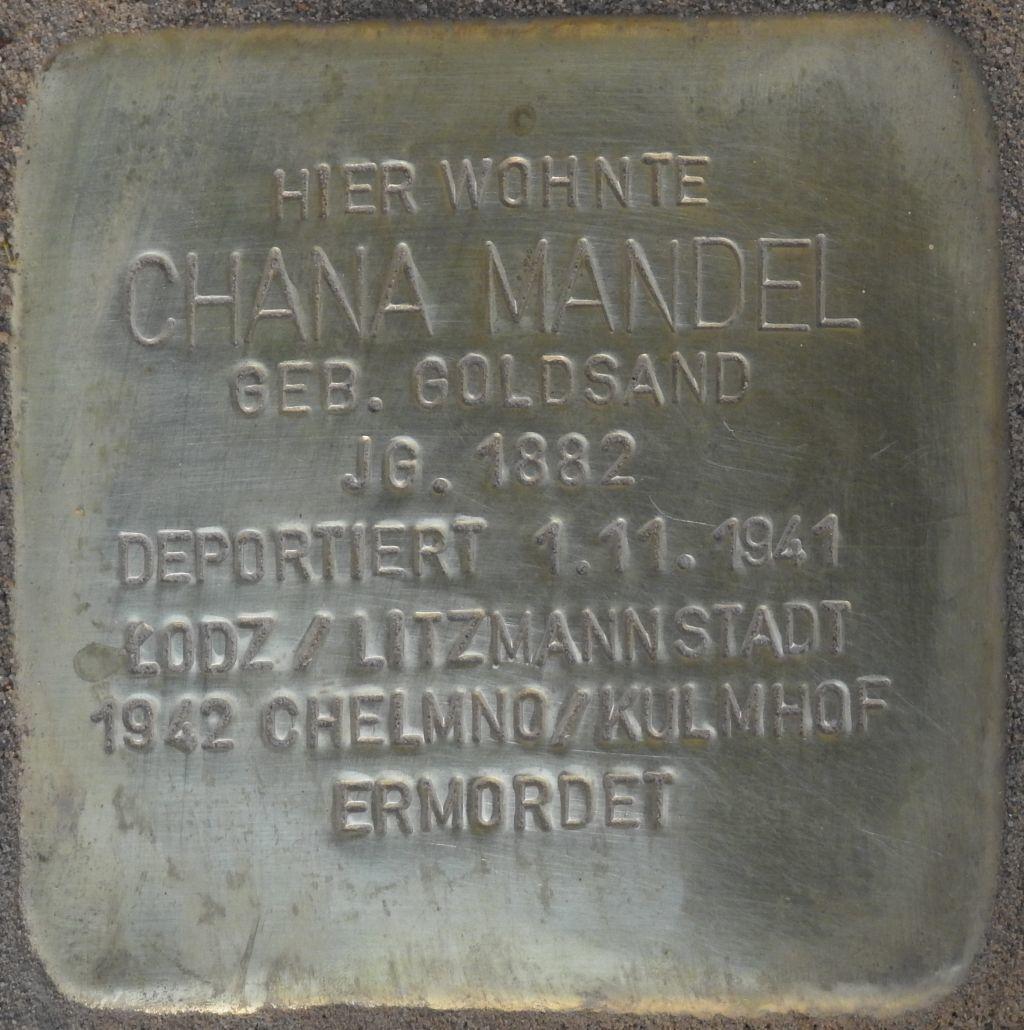 HIER WOHNTE
CHANA MANDEL
GEB. GOLDSAND
JG. 1882
DEPORTIERT 1.11.1941
ŁODZ / LITZMANNSTADT
1942 CHELMNO/KULMHOF
ERMORDET